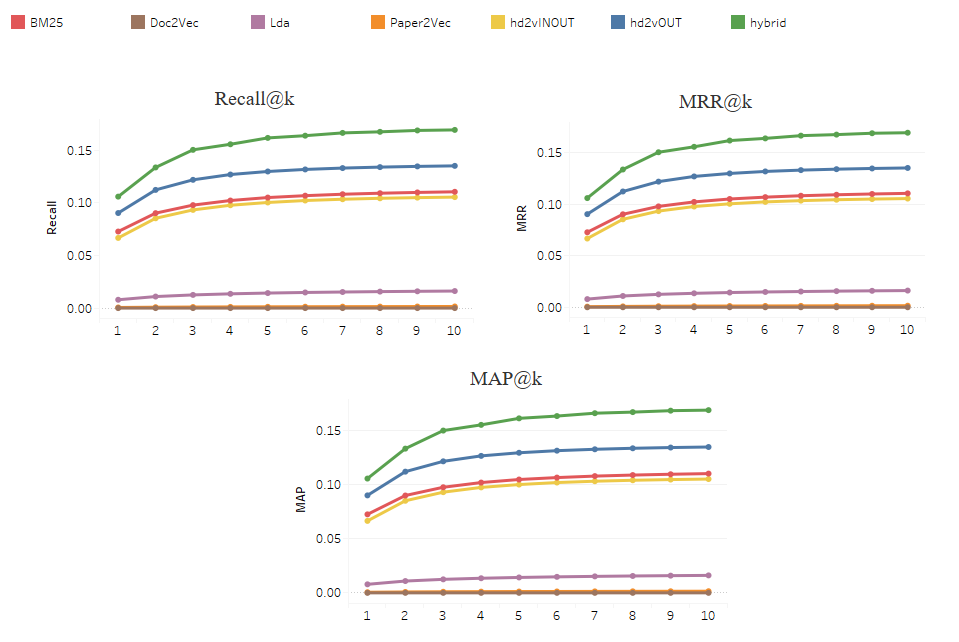 BM25 Doc2Vec Lda Paper2Vec hd2vINOUT hd2vOUT hybrid
Recall@k
Recall
0.15
0.10
0.05
0.00
1 2 3 4 5 6 7 8 9 10
MRR@k
MRR
0.15
0.10
0.05
0.00
1 2 3 4 5 6 7 8 9 10
MAP@k
MAP
0.15
0.10
0.05
0.00
1 2 3 4 5 6 7 8 9 10